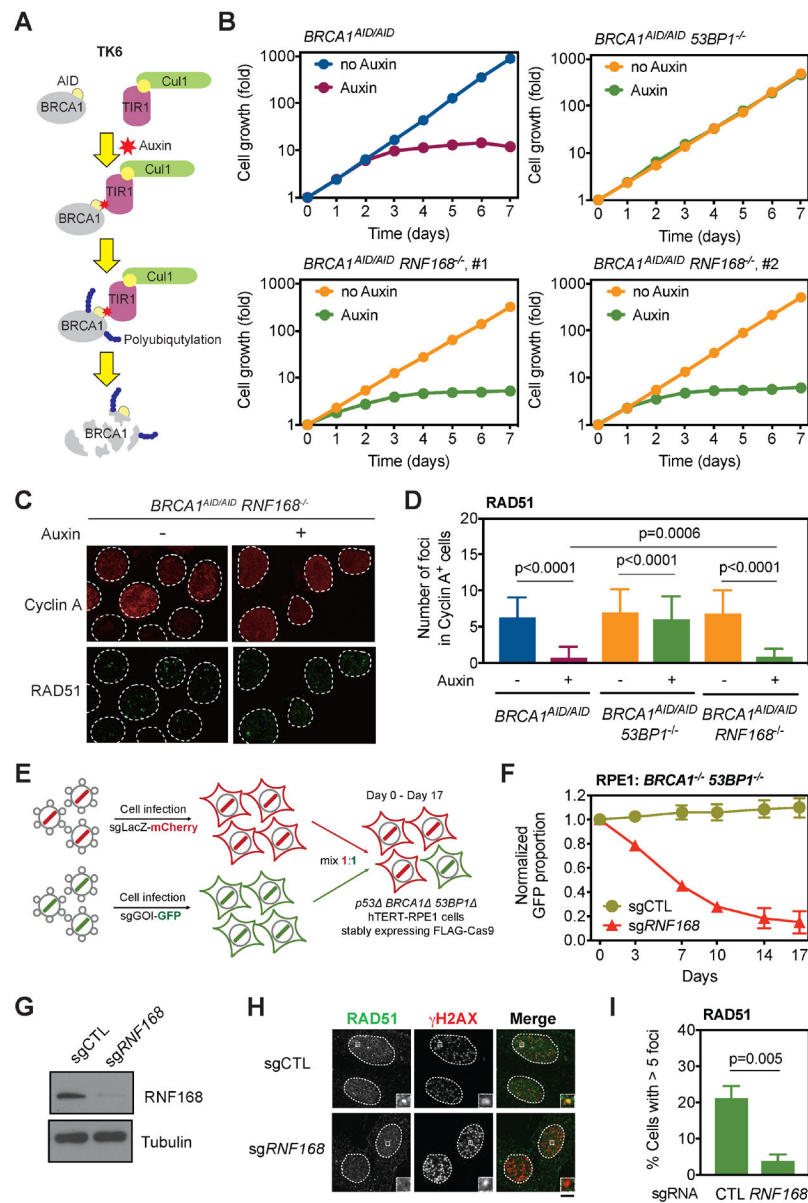 A
TK6
AID
BRCA1
TIR1
Cul1
Auxin
Cul1
TIR1
BRCA1
Cul1
TIR1
BRCA1
Polyubiqutylation
BRCA1
B
BRCA1AID/AID
Cell growth (fold)
1000
100
10
1
no Auxin
Auxin
0 1 2 3 4 5 6 7
Time (days)
BRCA1AID/AID 53BP1-/-
Cell growth (fold)
1000
100
10
1
no Auxin
Auxin
0 1 2 3 4 5 6 7
Time (days)
BRCA1AID/AID RNF168-/-, #1
Cell growth (fold)
1000
100
10
1
no Auxin
Auxin
0 1 2 3 4 5 6 7
Time (days)
BRCA1AID/AID RNF168-/-, #2
Cell growth (fold)
1000
100
10
1
no Auxin
Auxin
0 1 2 3 4 5 6 7
Time (days)
C
BRCA1AID/AID RNF168-/-
Auxin - +
Cyclin A
RAD51
D
RAD51
Number of foci
in Cyclin A+ cells
20
15
10
5
0
p=0.0006
p<0.0001 p<0.0001 p<0.0001
Auxin - + - + - +
BRCA1AID/AID
BRCA1AID/AID
53BP1-/-
BRCA1AID/AID
RNF168-/-
E
Cell infection
sgLacZ-mCherry
Cell infection
sgGOI-GFP
mix 1:1
Day 0 - Day 17
p53Δ BRCA1Δ 53BP1Δ
hTERT-RPE1 cells
stably expressing FLAG-Cas9
F
RPE1: BRCA1-/- 53BP1-/-
Normalized
GFP proportion
1.2
1.0
0.8
0.6
0.4
0.2
0.0
sgCTL
sgRNF168
0 3 7 10 14 17
Days
G
sgCTL
sgRNF168
RNF168
Tubulin
H
RAD51 γH2AX Merge
sgCTL
sgRNF168
I
RAD51
% Cells with > 5 foci
40
30
20
10
0
p=0.005
sgRNA CTL RNF168